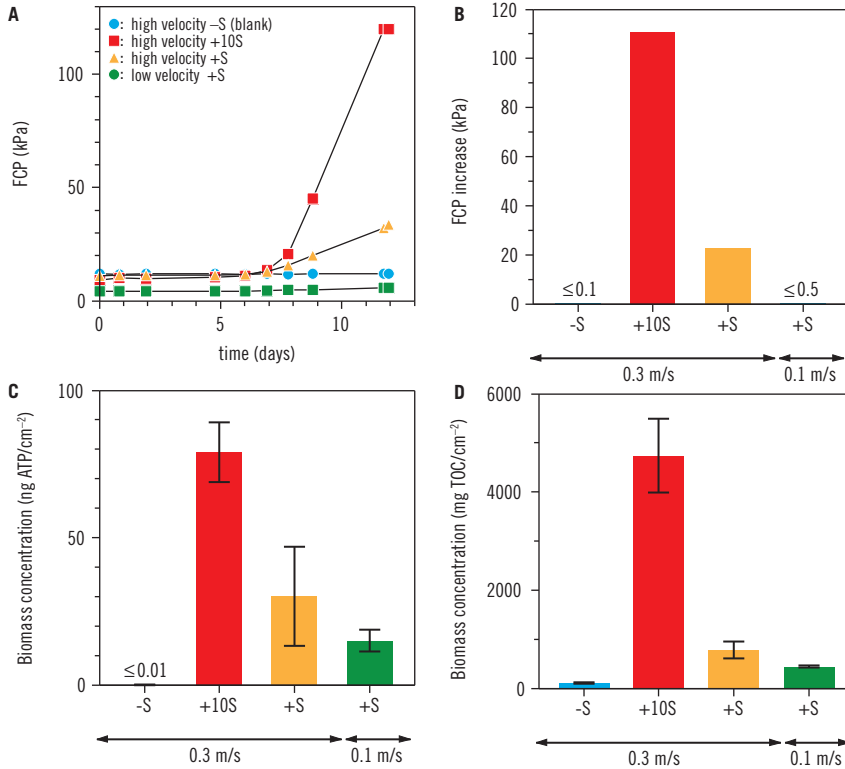 A
●: high velocity –S (blank)
■: high velocity +10S
▲: high velocity +S
●: low velocity +S
FCP (kPa)
100
50
0
0 5 10
time (days)
B
FCP increase (kPa)
120
100
80
60
40
20
0
≤0.1
≤0.5
-S +10S +S +S
0.3 m/s 0.1 m/s
C
Biomass concentration (ng ATP/cm⁻²)
100
50
0
≤0.01
-S +10S +S +S
0.3 m/s 0.1 m/s
D
Biomass concentration (mg TOC/cm⁻²)
6000
4000
2000
0
-S +10S +S +S
0.3 m/s 0.1 m/s